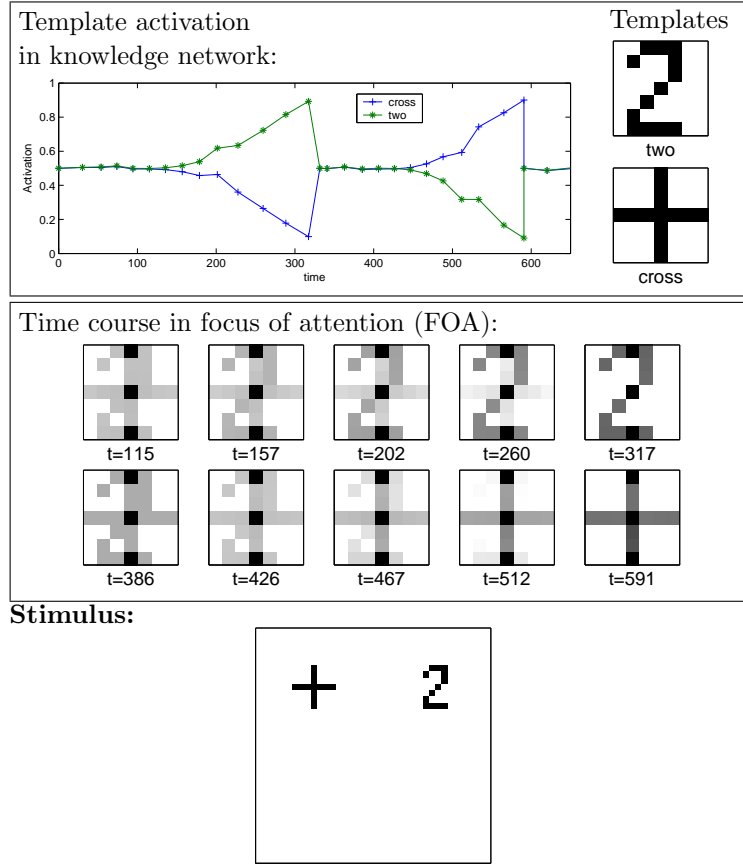 Template activation
in knowledge network:
Templates
1
0.8
0.6
0.4
0.2
0
Activation
cross
two
0 100 200 300 400 500 600
time
two
cross
Time course in focus of attention (FOA):
t=115 t=157 t=202 t=260 t=317
t=386 t=426 t=467 t=512 t=591
Stimulus:
2